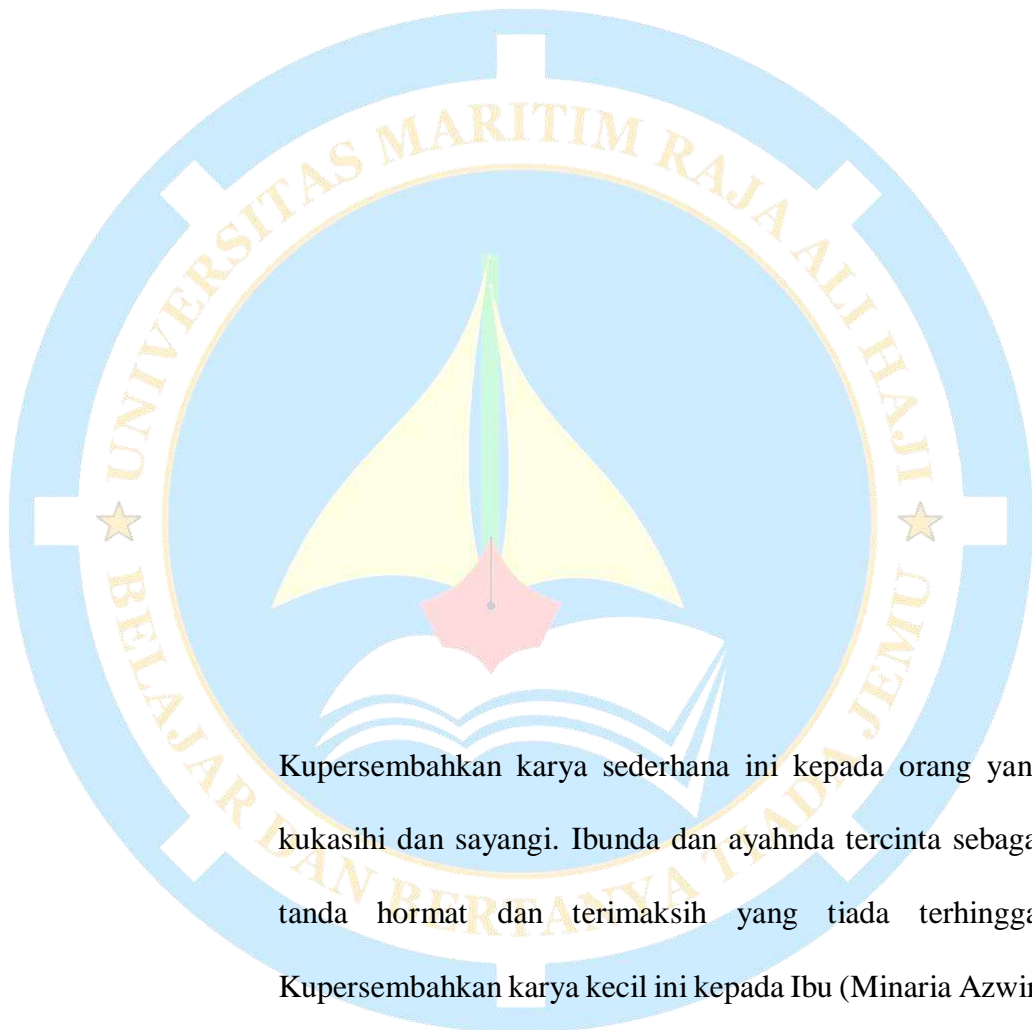 UNIVERSITAS MARITIM RAJA ALI HAJI
BELAJAR DAN BERTANYA TIADA JEMU
Kupersembahkan karya sederhana ini kepada orang yan
kukasihi dan sayangi. Ibunda dan ayahnda tercinta sebaga
tanda hormat dan terimaksih yang tiada terhingga
Kupersembahkan karya kecil ini kepada Ibu (Minaria Azwin